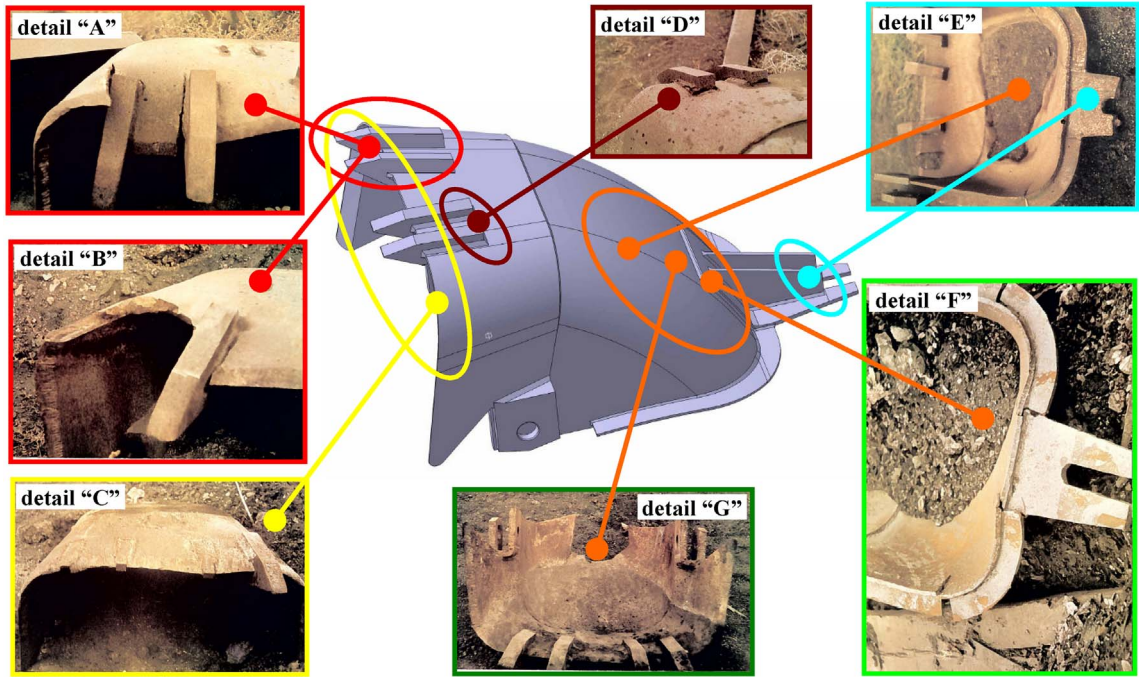 detail “A”
detail “D”
detail “E”
detail “B”
detail “F”
detail “C”
detail “G”